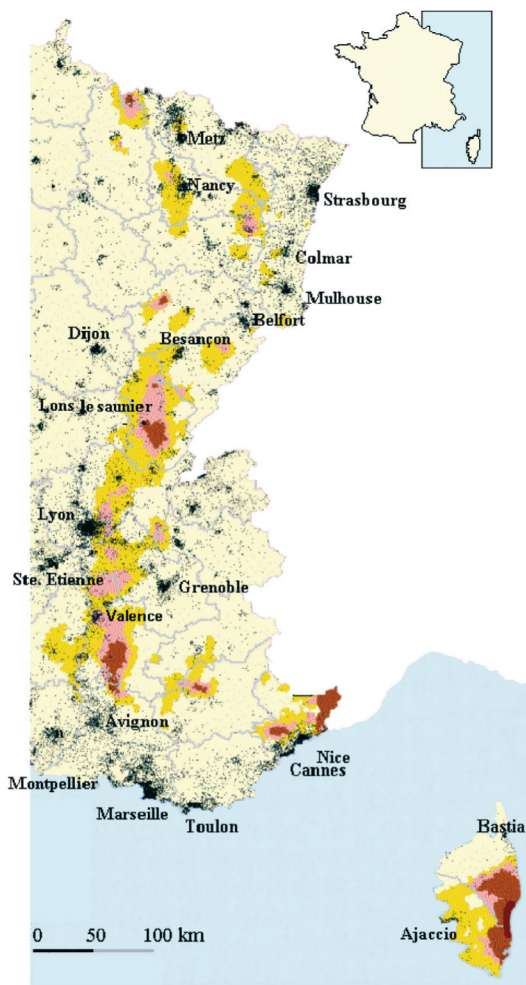 Metz
Nancy
Strasbourg
Colmar
Mulhouse
Belfort
Dijon
Besançon
Lons le saunier
Lyon
Ste. Etienne
Grenoble
Valence
Avignon
Nice
Cannes
Montpellier
Marseille
Toulon
Bastia
Ajaccio
0 50 100 km